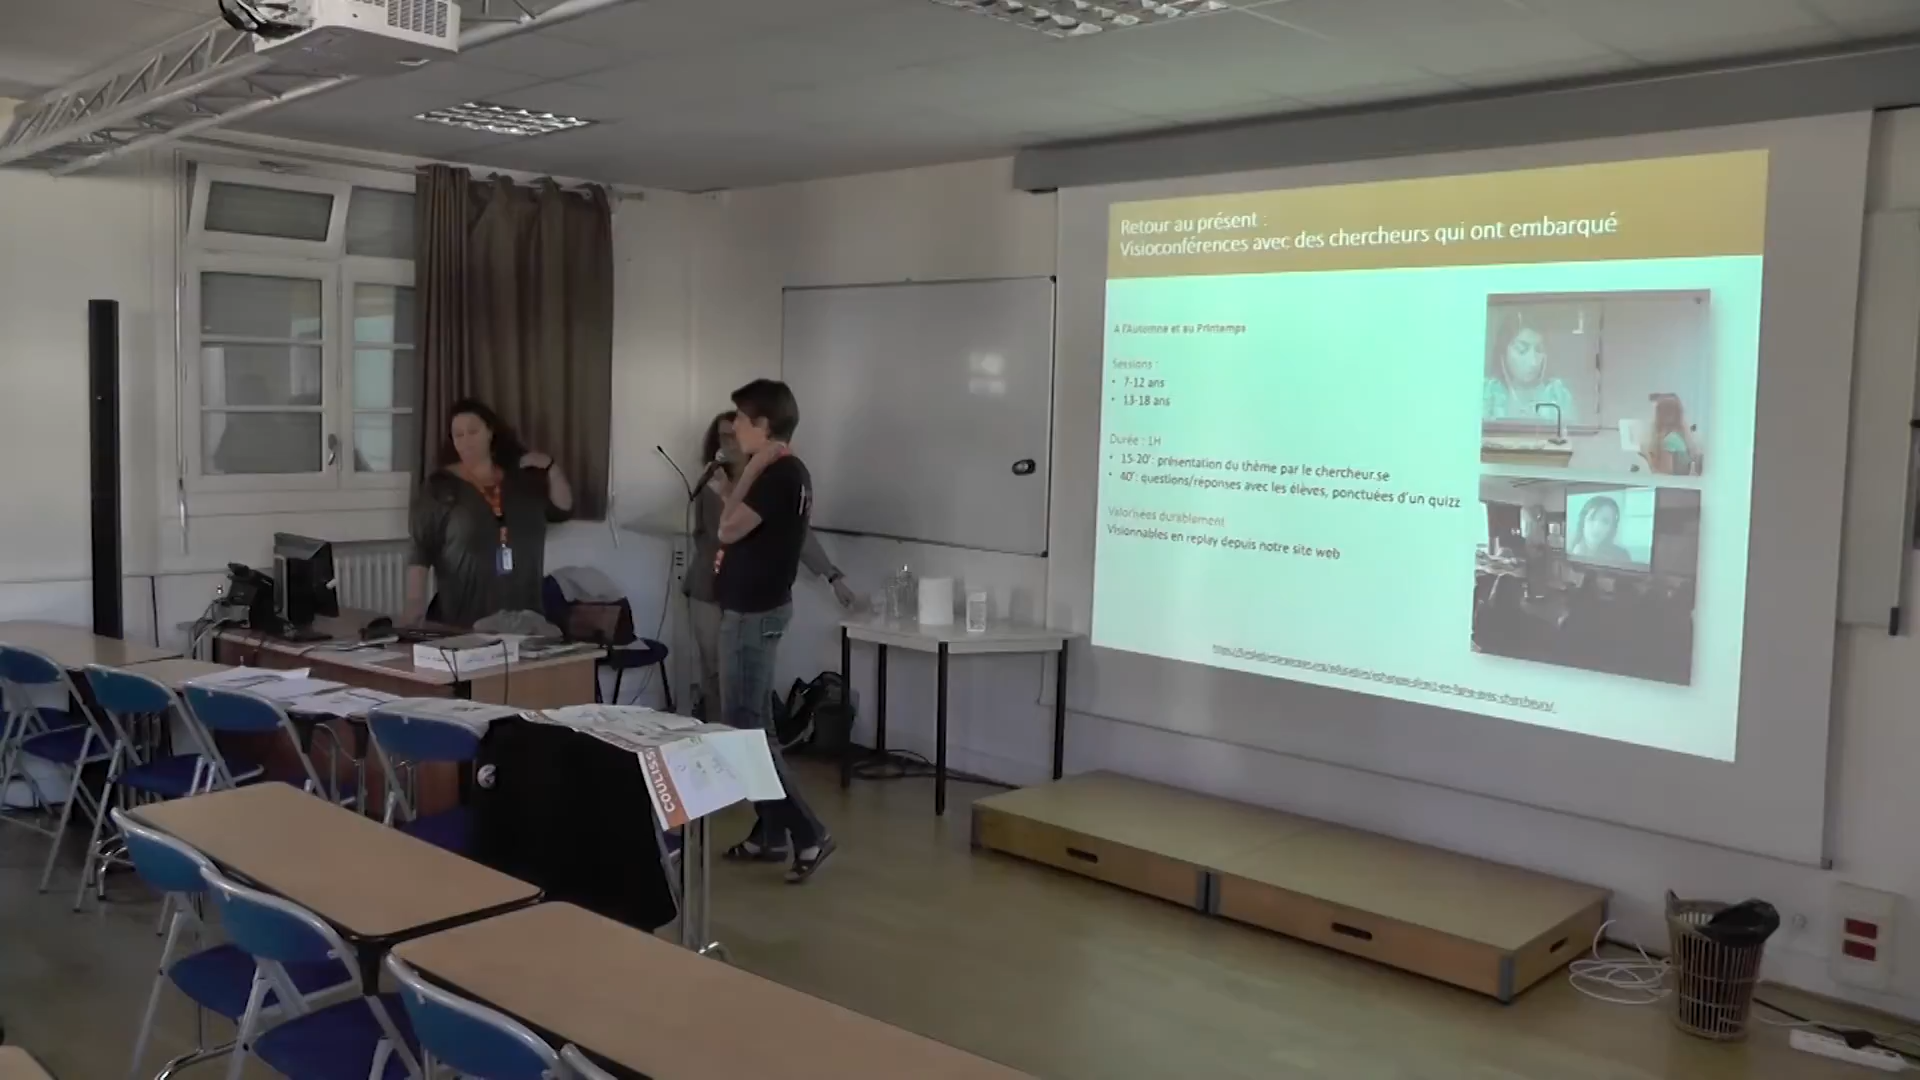 Retour au présent :
Visioconférences avec des chercheurs qui ont embarqué
A l'Automne et au Printemps
Sessions :
• 7-12 ans
• 13-18 ans
Durée : 1H
• 15-20' : présentation du thème par le chercheur.se
• 40' : questions/réponses avec les élèves, ponctuées d'un quizz
Valorisées durablement
Visionnables en replay depuis notre site web
COULISS